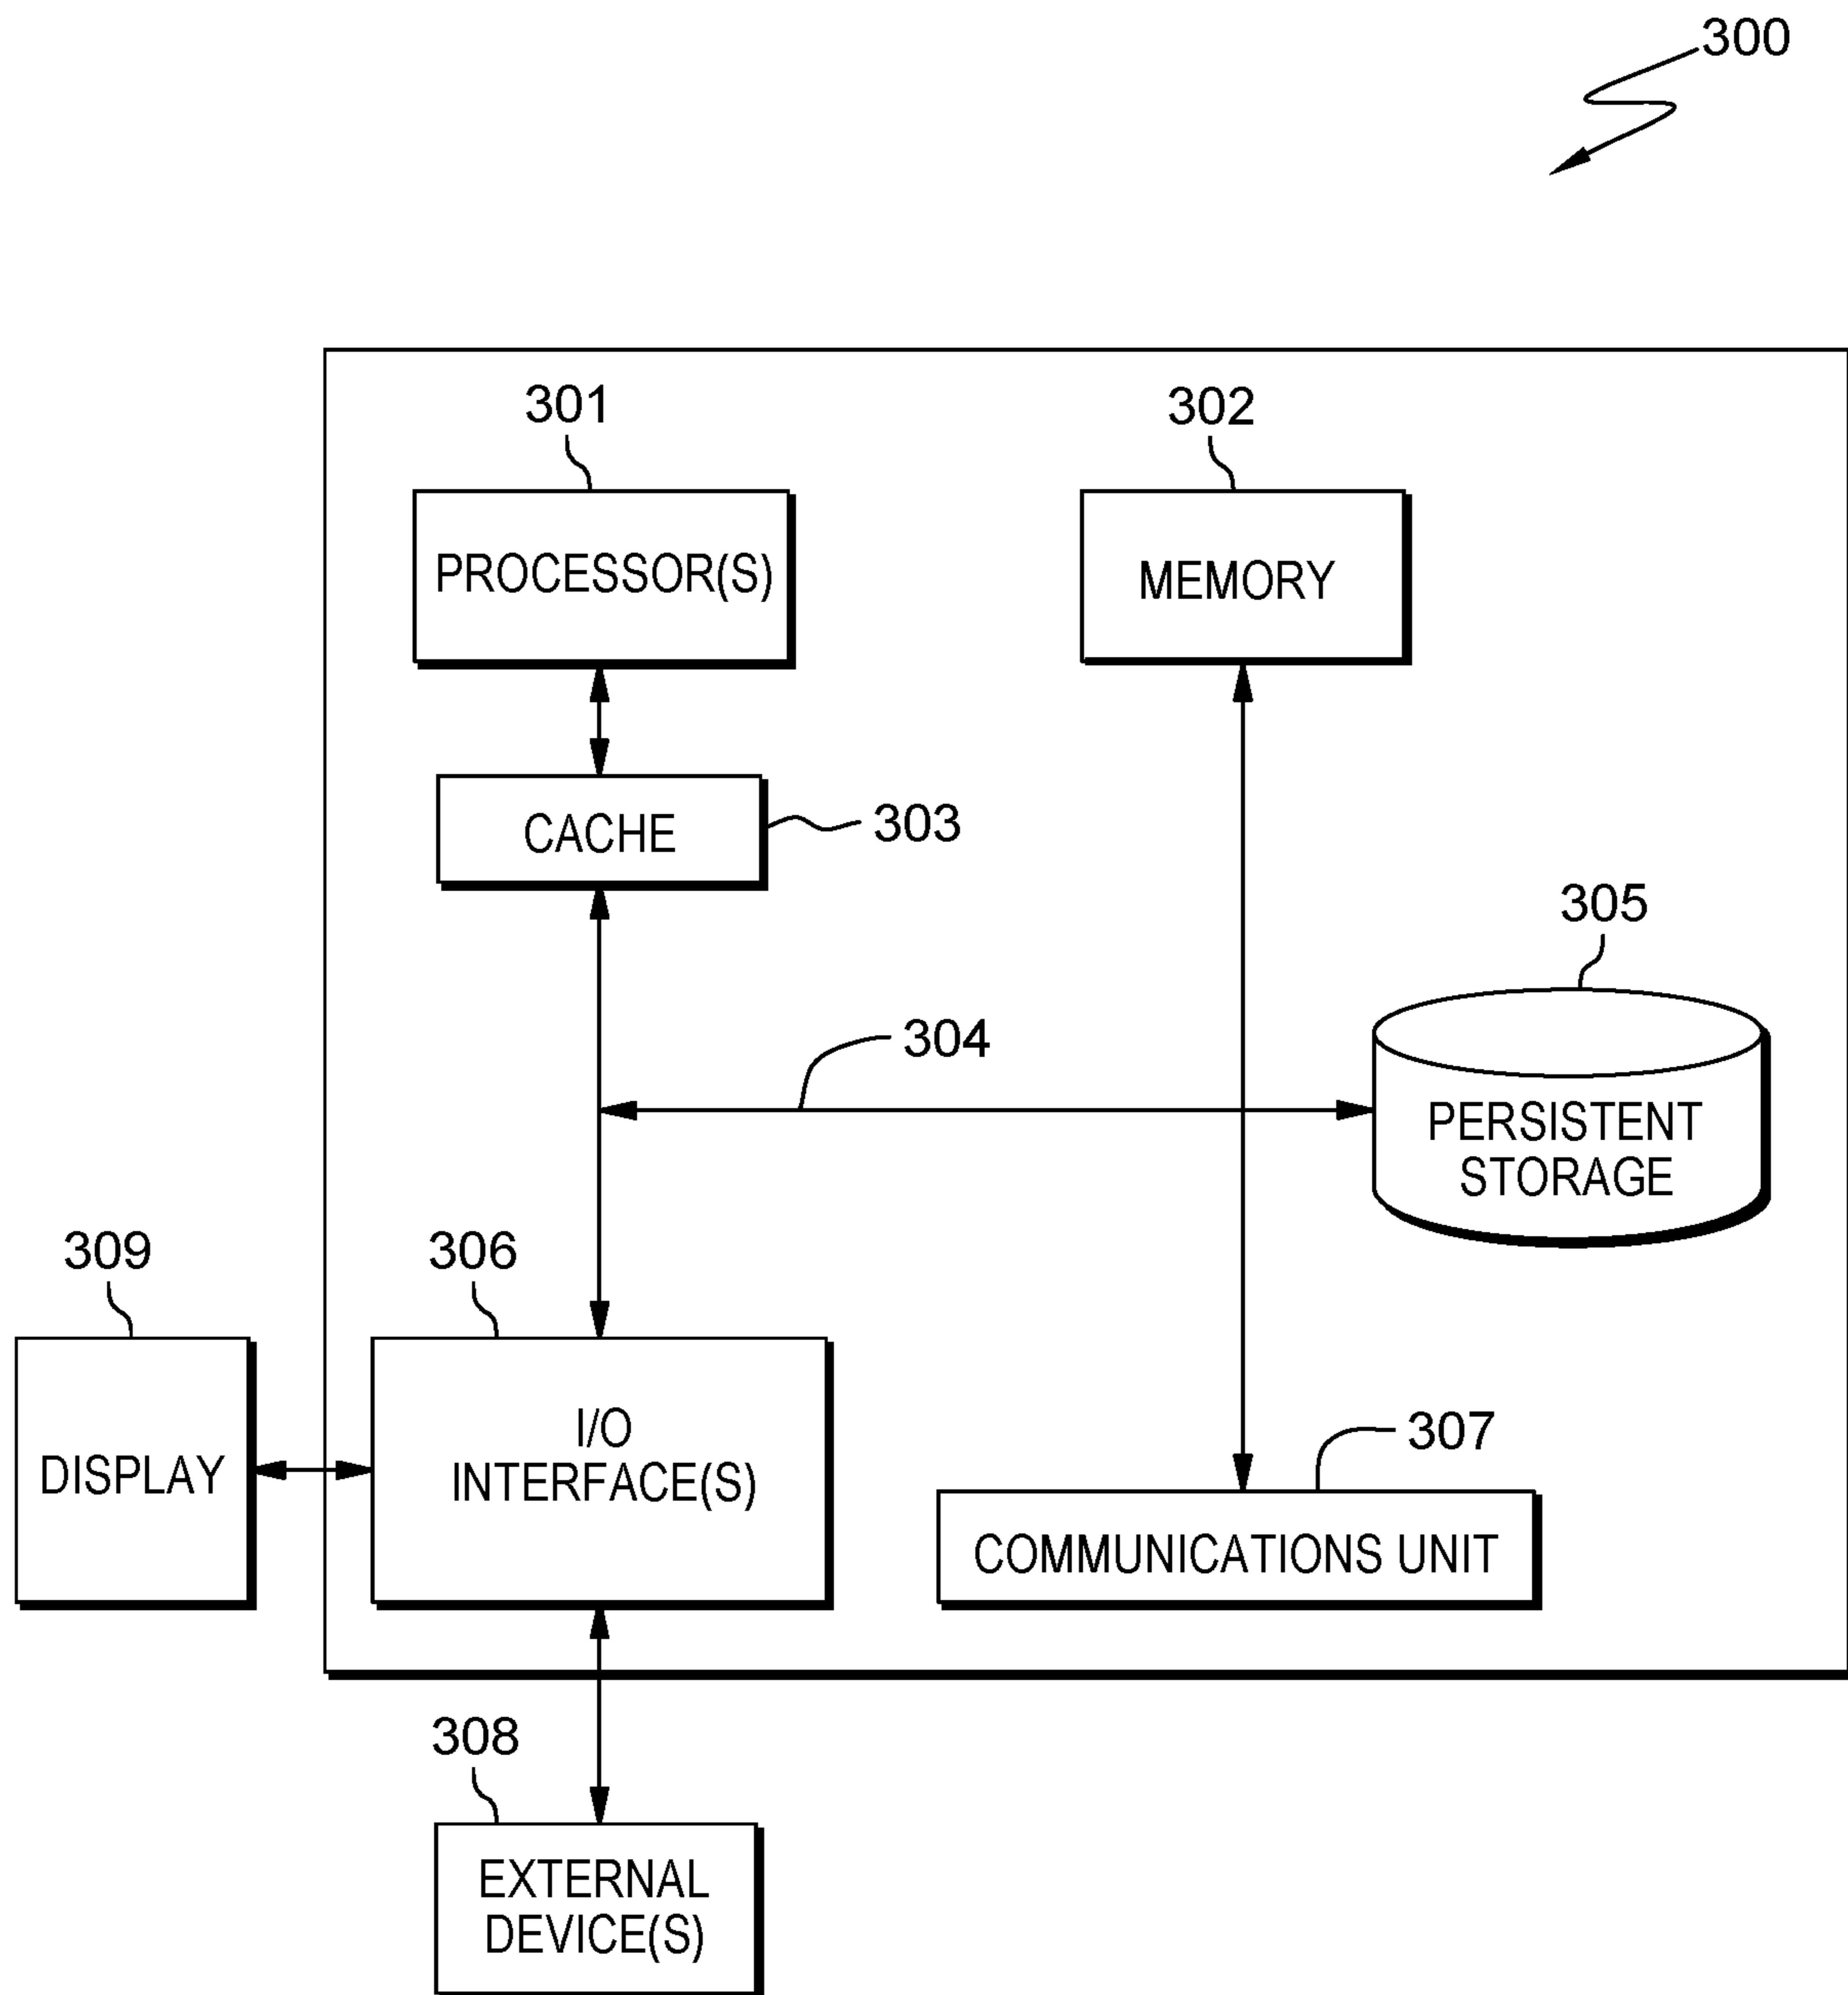 300
301
302
PROCESSOR(S)
MEMORY
CACHE
303
305
304
PERSISTENT
STORAGE
309
306
I/O
INTERFACE(S)
DISPLAY
307
COMMUNICATIONS UNIT
308
EXTERNAL
DEVICE(S)